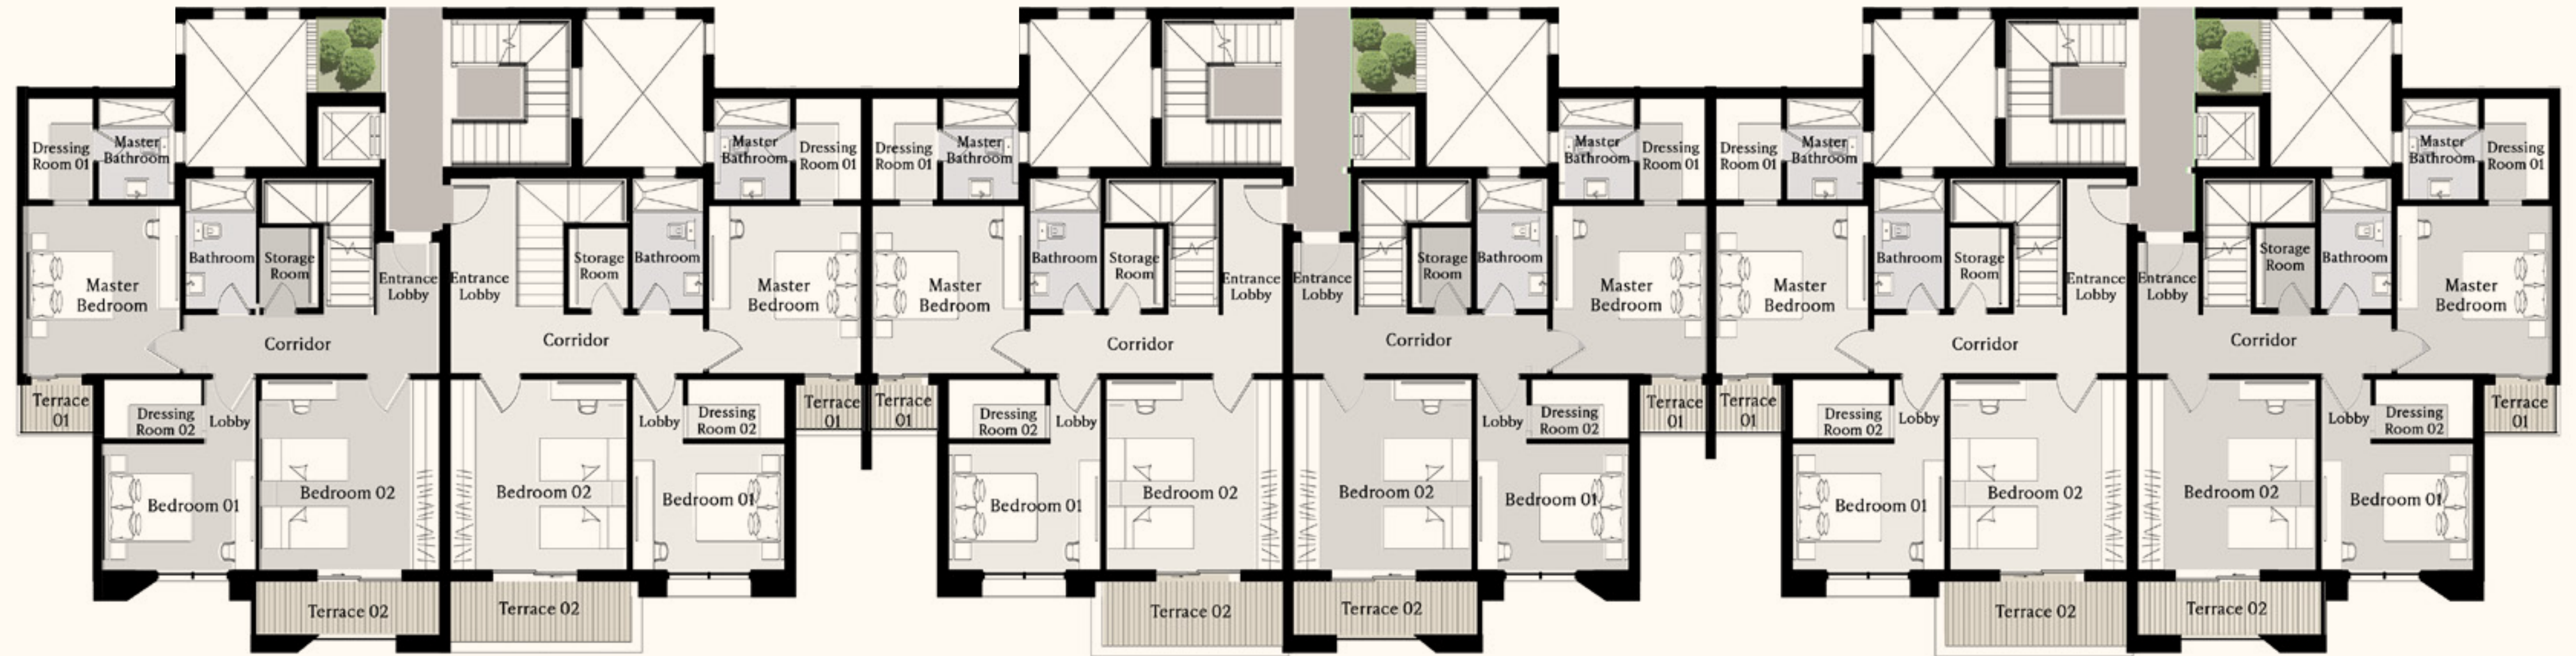 Dressing
Room 01
Master
Bathroom
Master
Bedroom
Bathroom
Storage
Room
Entrance
Lobby
Corridor
Terrace
01
Dressing
Room 02
Lobby
Bedroom 01
Bedroom 02
Terrace 02
Master
Bathroom
Dressing
Room 01
Entrance
Lobby
Storage
Room
Bathroom
Master
Bedroom
Corridor
Lobby
Dressing
Room 02
Terrace
01
Bedroom 02
Bedroom 01
Terrace 02
Dressing
Room 01
Master
Bathroom
Master
Bedroom
Bathroom
Storage
Room
Entrance
Lobby
Corridor
Terrace
01
Dressing
Room 02
Lobby
Bedroom 01
Bedroom 02
Terrace 02
Master
Bathroom
Dressing
Room 01
Entrance
Lobby
Storage
Room
Bathroom
Master
Bedroom
Corridor
Lobby
Dressing
Room 02
Terrace
01
Bedroom 02
Bedroom 01
Terrace 02
Dressing
Room 01
Master
Bathroom
Master
Bedroom
Bathroom
Storage
Room
Entrance
Lobby
Corridor
Terrace
01
Dressing
Room 02
Lobby
Bedroom 01
Bedroom 02
Terrace 02
Master
Bathroom
Dressing
Room 01
Entrance
Lobby
Storage
Room
Bathroom
Master
Bedroom
Corridor
Lobby
Dressing
Room 02
Terrace
01
Bedroom 02
Bedroom 01
Terrace 02